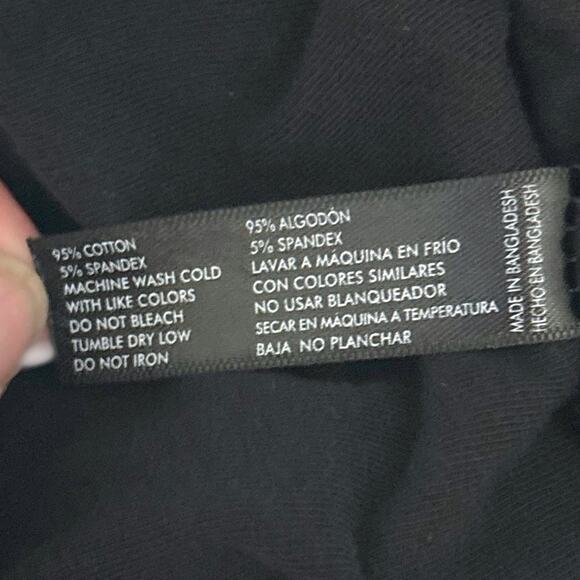 95% COTTON
5% SPANDEX
MACHINE WASH COLD
WITH LIKE COLORS
DO NOT BLEACH
TUMBLE DRY LOW
DO NOT IRON
95% ALGODÓN
5% SPANDEX
LAVAR A MÁQUINA EN FRÍO
CON COLORES SIMILARES
NO USAR BLANQUEADOR
SECAR EN MÁQUINA A TEMPERATURA
BAJA NO PLANCHAR
MADE IN BANGLADESH
HECHO EN BANGLADESH